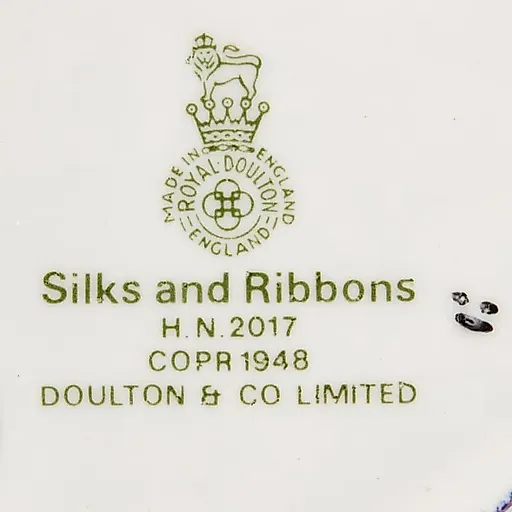 MADE IN ENGLAND
ROYAL·DOULTON
ENGLAND
Silks and Ribbons
H.N.2017
COPR 1948
DOULTON & CO LIMITED